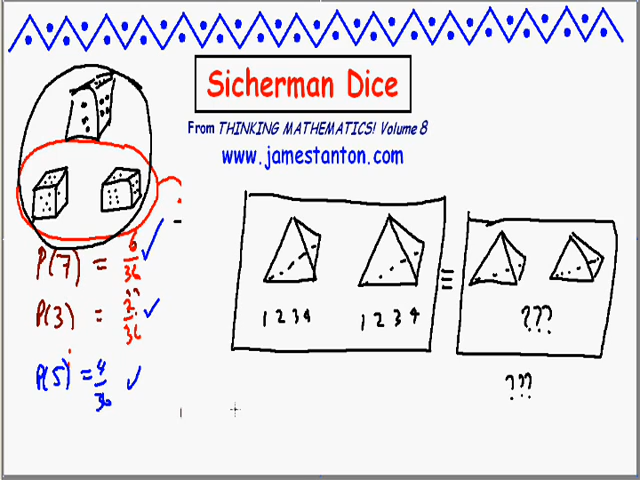 Sicherman Dice
From THINKING MATHEMATICS! Volume 8
www.jamestanton.com
P(7) = 6/36 ✓
P(3) = 2/36 ✓
P(5) = 4/36 ✓
1 2 3 4
1 2 3 4
≡
???
???